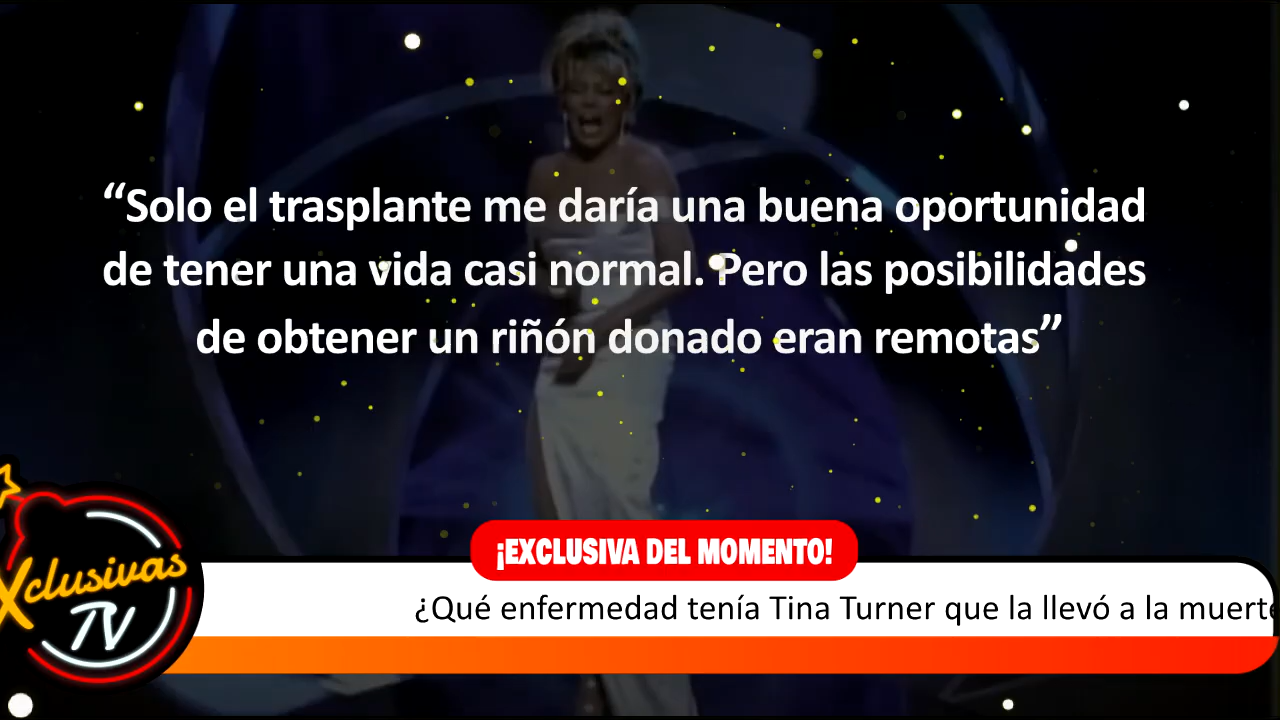 “Solo el trasplante me daría una buena oportunidad
de tener una vida casi normal. Pero las posibilidades
de obtener un riñón donado eran remotas”
¡EXCLUSIVA DEL MOMENTO!
¿Qué enfermedad tenía Tina Turner que la llevó a la muerte
Xclusivas
TV